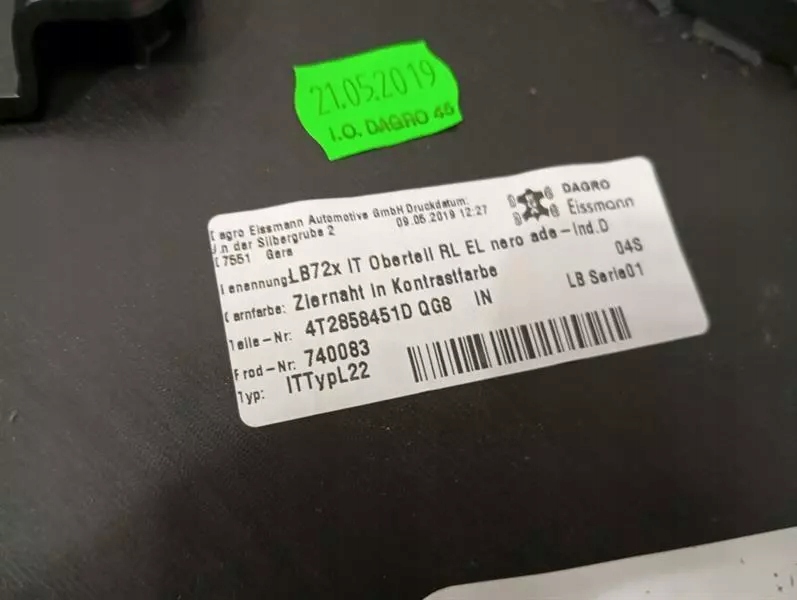 21.05.2019
I.O. DAGRO 45
agro Eissmann Automotive GmbH Druckdatum:
n der Silbergrube 2 09.05.2019 12:27
7551 Gera
DAGRO
Eissmann
enennung: LB72x IT Oberteil RL EL nero ade-Ind.D
arnfarbe: Ziernaht in Kontrastfarbe 04S
eile-Nr: 4T2858451D QG8 IN LB Serie01
rod-Nr: 740083
Typ: ITTypL22